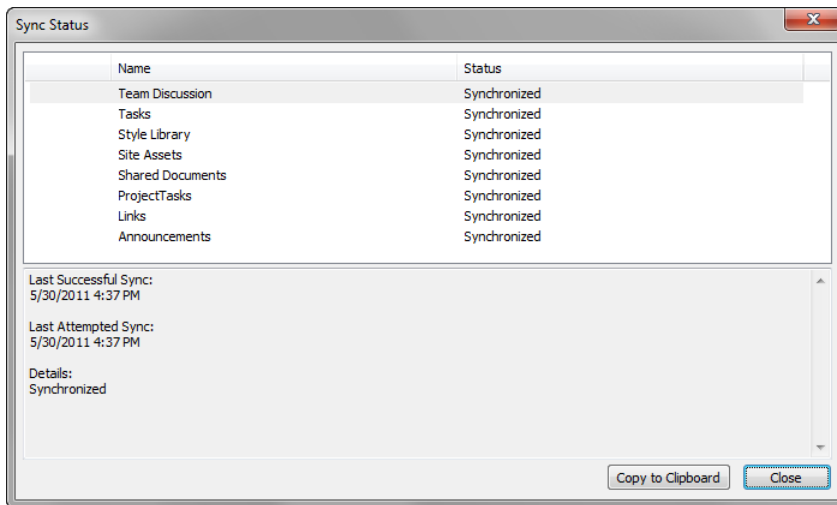 Sync Status
Name Status
Team Discussion Synchronized
Tasks Synchronized
Style Library Synchronized
Site Assets Synchronized
Shared Documents Synchronized
ProjectTasks Synchronized
Links Synchronized
Announcements Synchronized
Last Successful Sync:
5/30/2011 4:37 PM
Last Attempted Sync:
5/30/2011 4:37 PM
Details:
Synchronized
Copy to Clipboard Close